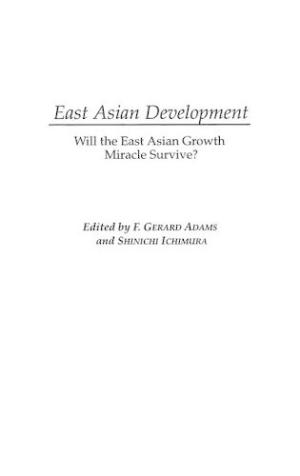 East Asian Development
Will the East Asian Growth
Miracle Survive?
Edited by F. GERARD ADAMS
and SHINICHI ICHIMURA